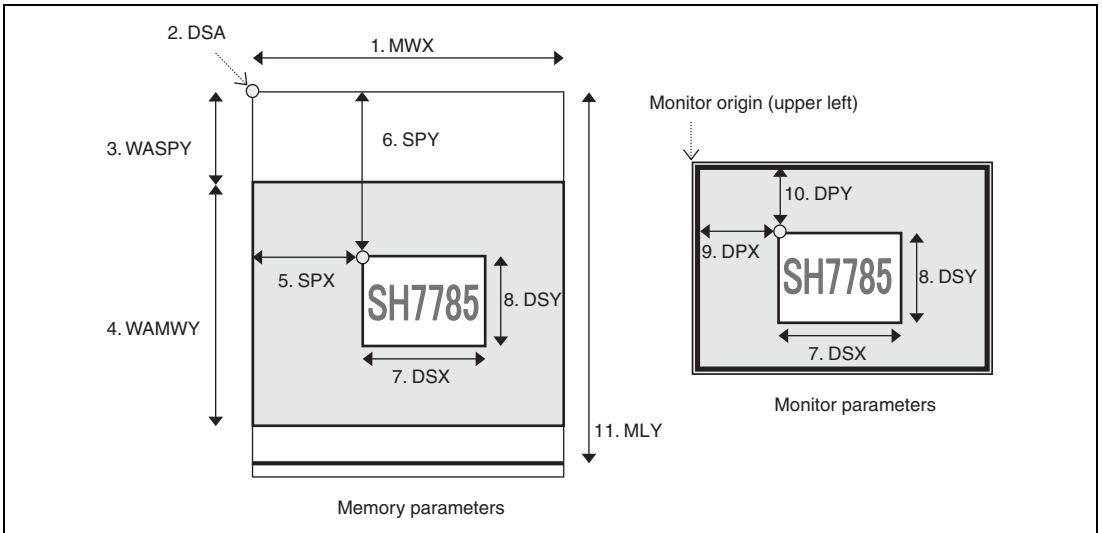 2. DSA
1. MWX
3. WASPY
6. SPY
5. SPX
SH7785
8. DSY
4. WAMWY
7. DSX
11. MLY
Memory parameters
Monitor origin (upper left)
10. DPY
9. DPX
SH7785
8. DSY
7. DSX
Monitor parameters